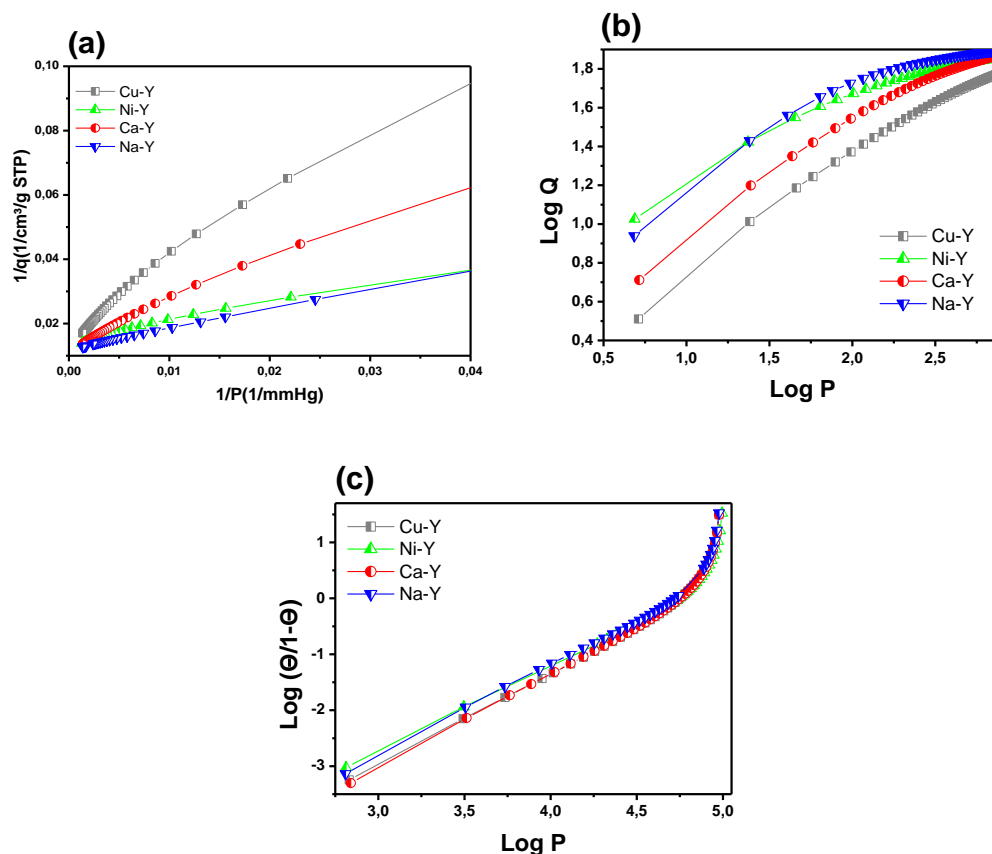 (a)
0,10
0,08
0,06
0,04
0,02
1/q(1/cm³/g STP)
Cu-Y
Ni-Y
Ca-Y
Na-Y
0,00 0,01 0,02 0,03 0,04
1/P(1/mmHg)
(b)
1,8
1,6
1,4
1,2
1,0
0,8
0,6
0,4
Log Q
Cu-Y
Ni-Y
Ca-Y
Na-Y
0,5 1,0 1,5 2,0 2,5
Log P
(c)
1
0
-1
-2
-3
Log (Θ/1-Θ)
Cu-Y
Ni-Y
Ca-Y
Na-Y
3,0 3,5 4,0 4,5 5,0
Log P